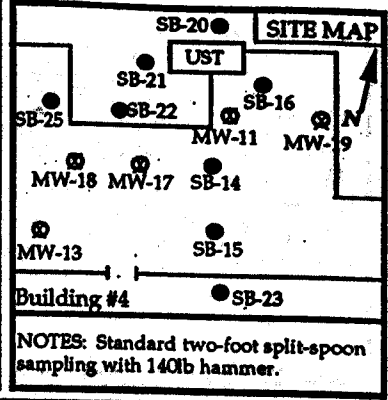 SB-20
SITE MAP
UST
SB-21
SB-16
SB-25
SB-22
MW-11
MW-19
N
MW-18
MW-17
SB-14
MW-13
SB-15
Building #4
SB-23
NOTES: Standard two-foot split-spoon
sampling with 140lb hammer.